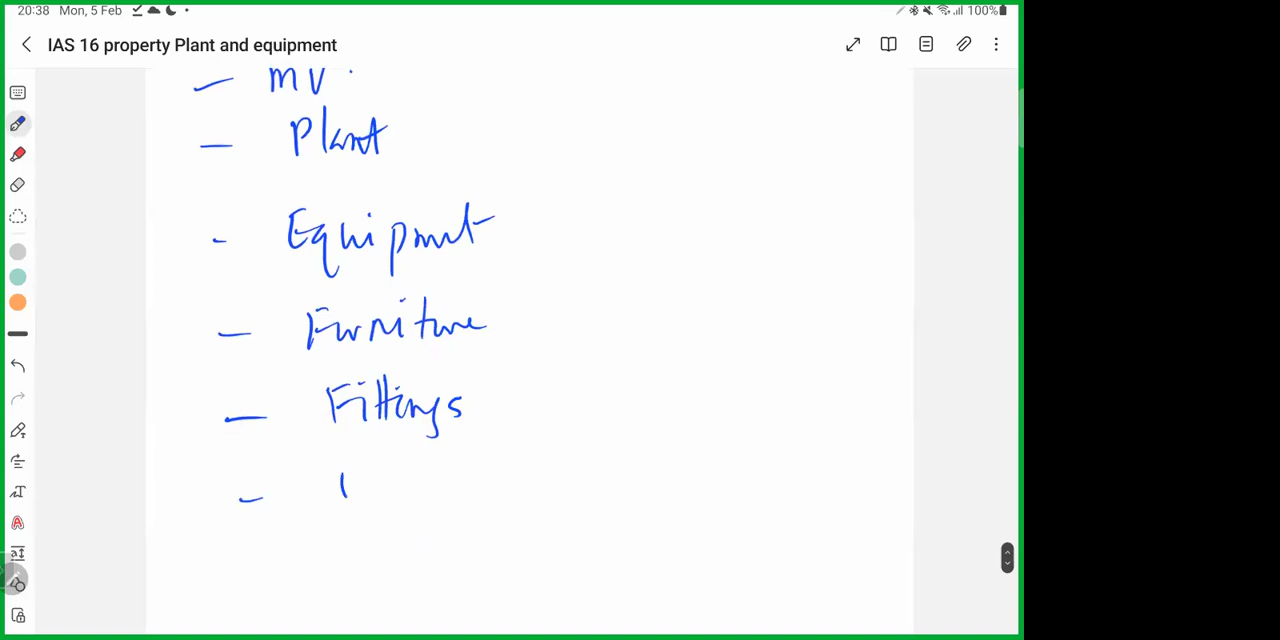 20:38 Mon, 5 Feb 100%
IAS 16 property Plant and equipment
- MV.
- Plant
- Equipment
- Furniture
- Fittings
-